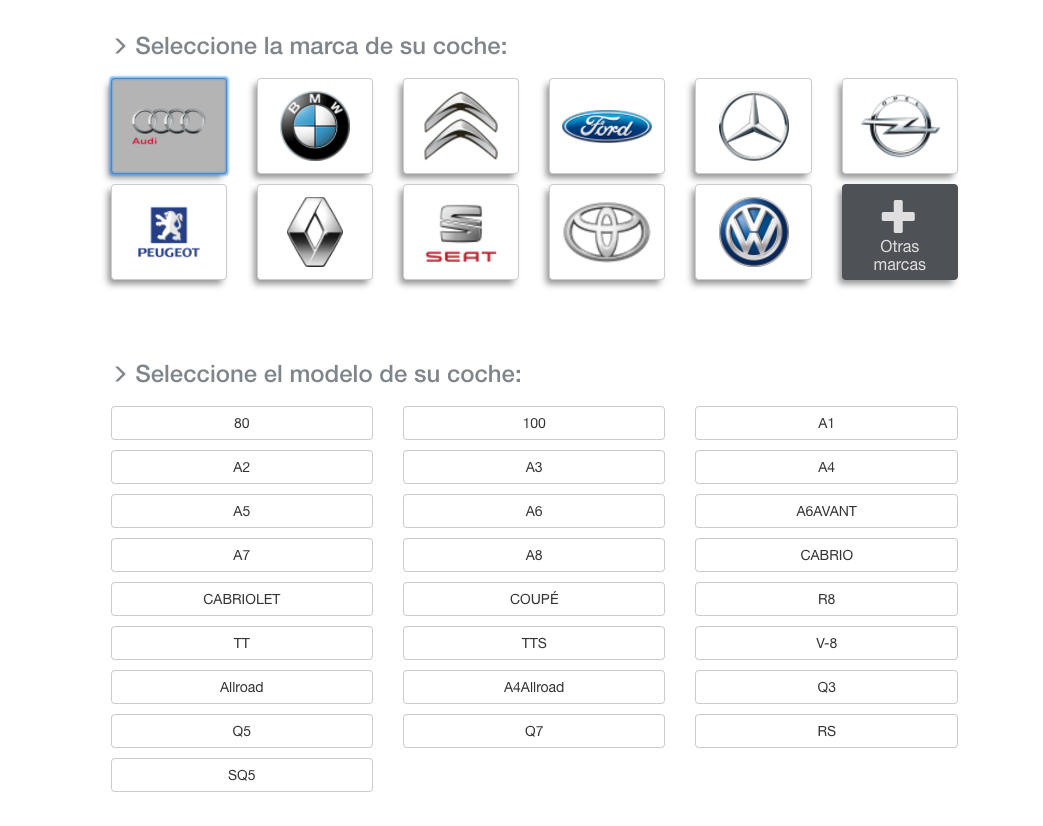 Seleccione la marca de su coche:
Audi
BMW
Ford
OPEL
PEUGEOT
SEAT
Otras
marcas
Seleccione el modelo de su coche:
80
100
A1
A2
A3
A4
A5
A6
A6AVANT
A7
A8
CABRIO
CABRIOLET
COUPÉ
R8
TT
TTS
V-8
Allroad
A4Allroad
Q3
Q5
Q7
RS
SQ5